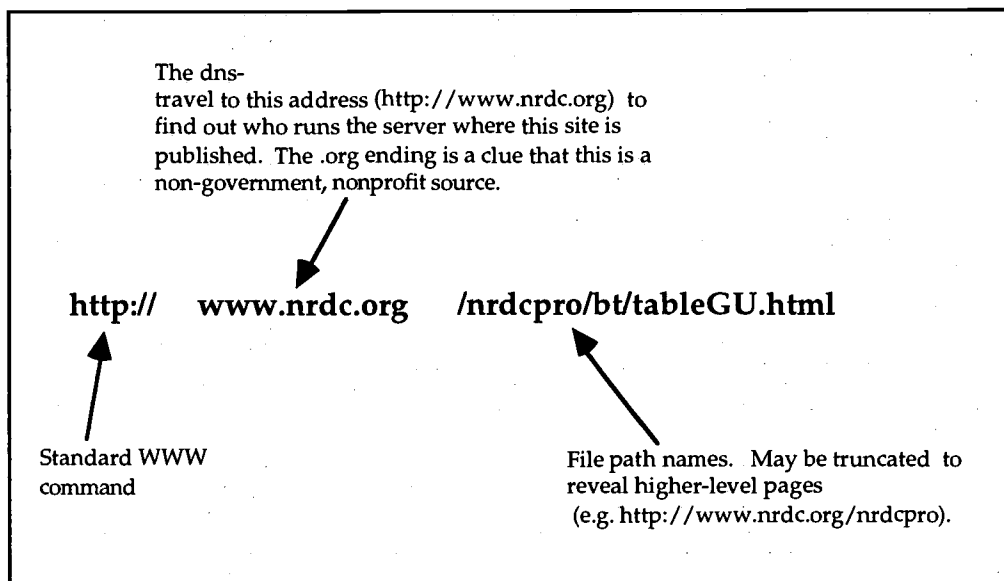 The dns-
travel to this address (http://www.nrdc.org) to
find out who runs the server where this site is
published. The .org ending is a clue that this is a
non-government, nonprofit source.
http:// www.nrdc.org /nrdcpro/bt/tableGU.html
Standard WWW
command
File path names. May be truncated to
reveal higher-level pages
(e.g. http://www.nrdc.org/nrdcpro).